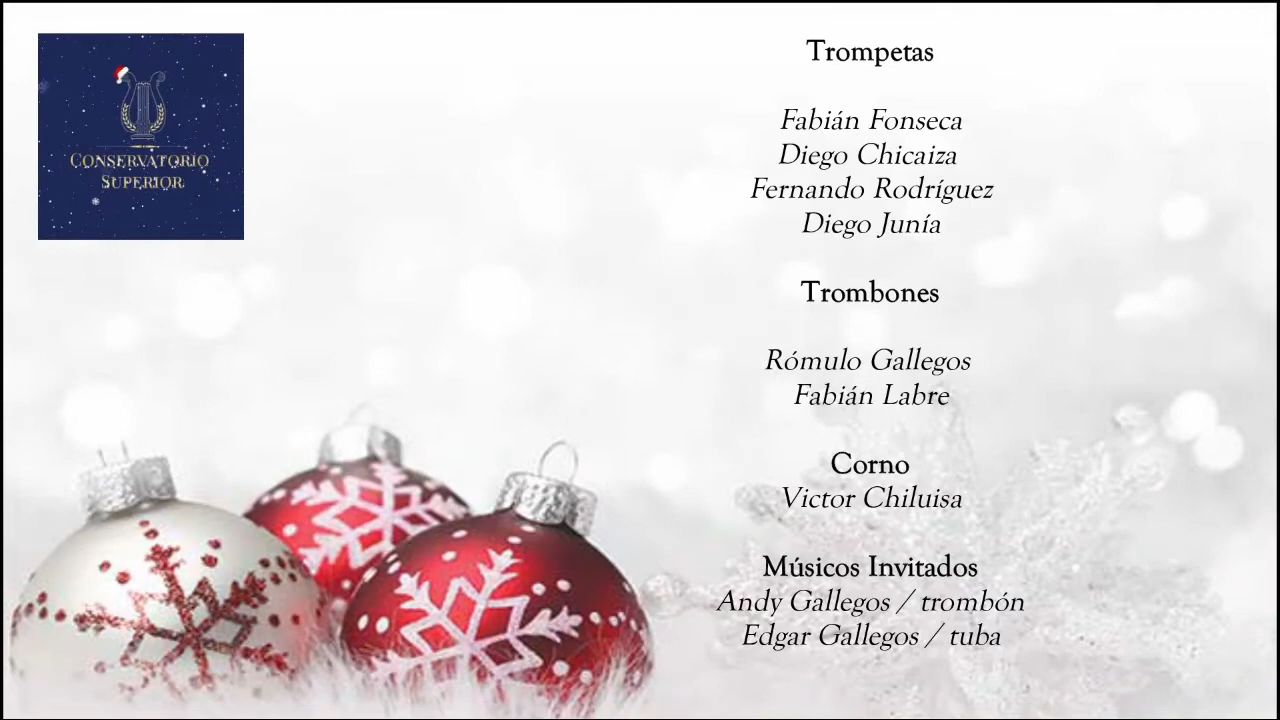 CONSERVATORIO
SUPERIOR
Trompetas
Fabián Fonseca
Diego Chicaiza
Fernando Rodríguez
Diego Junía
Trombones
Rómulo Gallegos
Fabián Labre
Corno
Victor Chiluisa
Músicos Invitados
Andy Gallegos / trombón
Edgar Gallegos / tuba